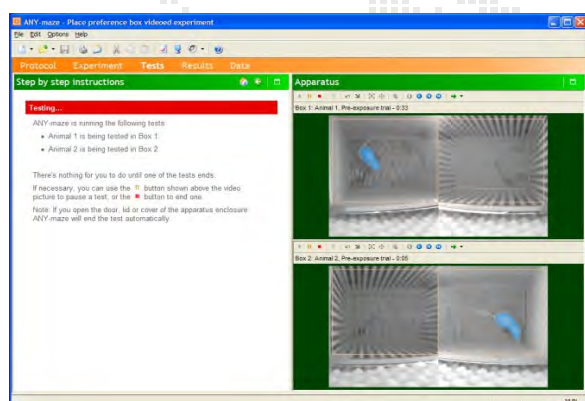 ANY-maze - Place preference box videoed experiment
File Edit Options Help
Protocol Experiment Tests Results Data
Step by step instructions
Testing...
ANY-maze is running the following tests
• Animal 1 is being tested in Box 1
• Animal 2 is being tested in Box 2
There's nothing for you to do until one of the tests ends.
If necessary, you can use the button shown above the video
picture to pause a test, or the button to end one
Note: If you open the door, lid or cover of the apparatus enclosure
ANY-maze will end the test automatically
Apparatus
Box 1: Animal 1, Pre-exposure trial - 0:33
Box 2: Animal 2, Pre-exposure trial - 0:05